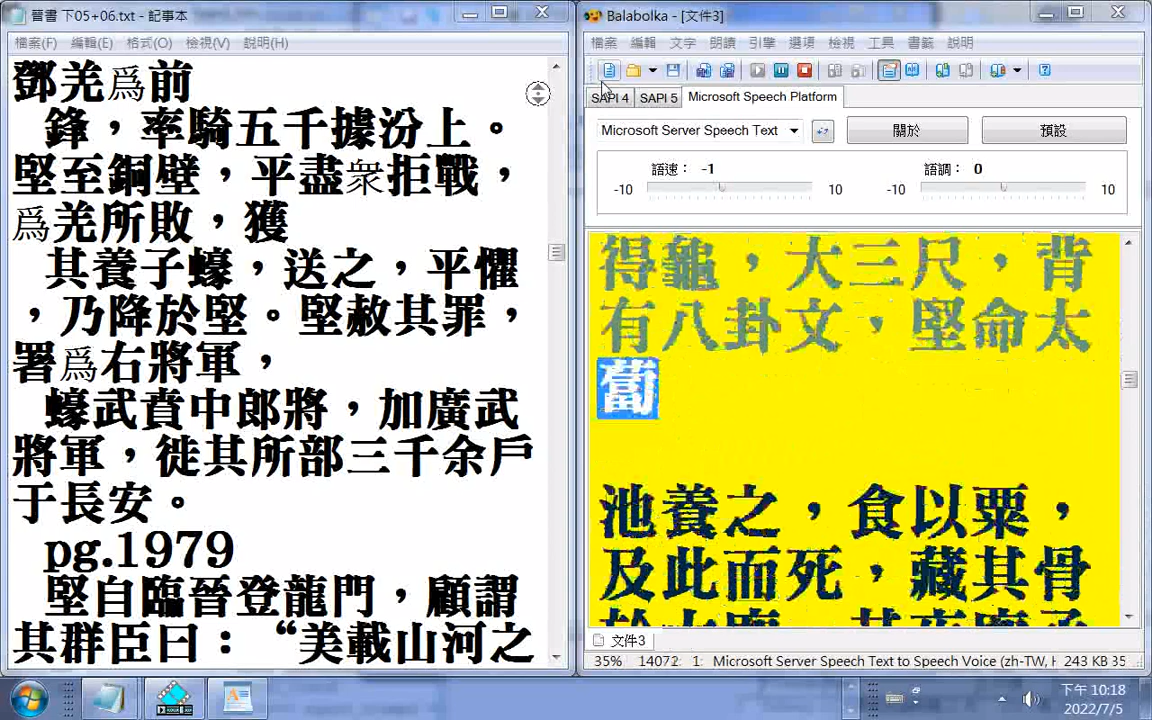 晉書 下05+06.txt - 記事本
檔案(F) 編輯(E) 格式(O) 檢視(V) 說明(H)
鄧羌爲前
鋒，率騎五千據汾上。
堅至銅壁，平盡衆拒戰，
爲羌所敗，獲
其養子蠔，送之，平懼
，乃降於堅。堅赦其罪，
署爲右將軍，
蠔武賁中郎將，加廣武
將軍，徙其所部三千余戶
于長安。
pg.1979
堅自臨晉登龍門，顧謂
其群臣曰：“美載山河之
Balabolka - [文件3]
檔案 編輯 文字 朗讀 引擎 選項 檢視 工具 書籤 說明
SAPI 4 SAPI 5 Microsoft Speech Platform
Microsoft Server Speech Text 關於 預設
語速： -1 語調： 0
-10 10 -10 10
得龜，大三尺，背
有八卦文，堅命太
蔔
池養之，食以粟，
及此而死，藏其骨
文件3
35% 14072: 1: Microsoft Server Speech Text to Speech Voice (zh-TW, 243 KB 35
下午 10:18
2022/7/5